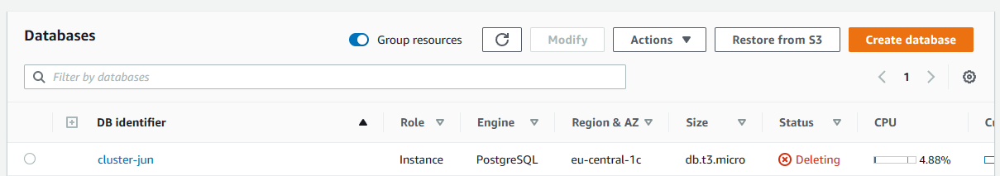 Databases
Group resources
Modify
Actions
Restore from S3
Create database
Filter by databases
1
DB identifier
Role
Engine
Region & AZ
Size
Status
CPU
cluster-jun
Instance
PostgreSQL
eu-central-1c
db.t3.micro
Deleting
4.88%